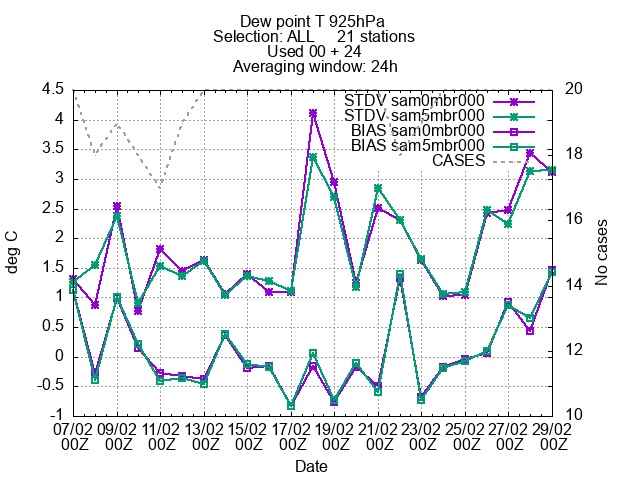 Dew point T 925hPa
Selection: ALL 21 stations
Used 00 + 24
Averaging window: 24h
4.5
4
3.5
3
2.5
2
1.5
1
0.5
0
-0.5
-1
deg C
20
18
16
14
12
10
No cases
STDV sam0mbr000
STDV sam5mbr000
BIAS sam0mbr000
BIAS sam5mbr000
CASES
07/02 09/02 11/02 13/02 15/02 17/02 19/02 21/02 23/02 25/02 27/02 29/02
00Z 00Z 00Z 00Z 00Z 00Z 00Z 00Z 00Z 00Z 00Z 00Z
Date